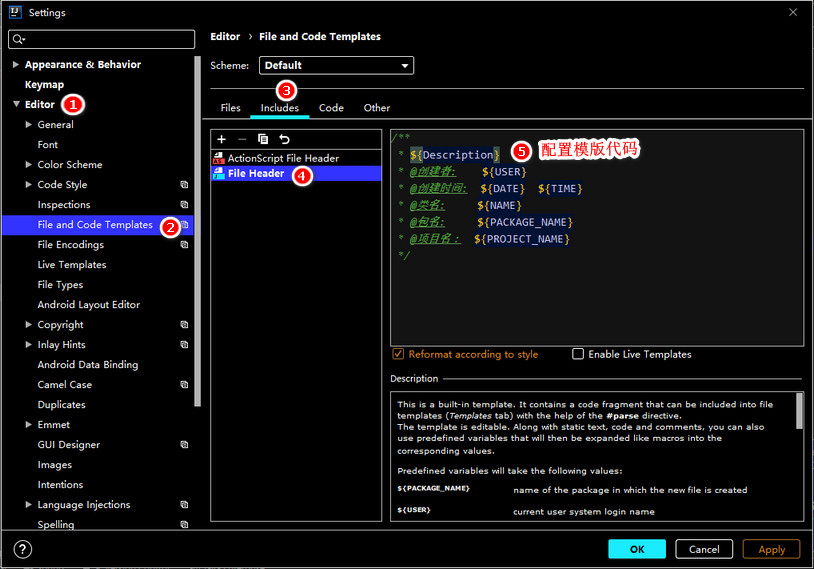 Settings
Editor › File and Code Templates
Scheme: Default
Appearance & Behavior
Keymap
Editor 1
General
Font
Color Scheme
Code Style
Inspections
File and Code Templates 2
File Encodings
Live Templates
File Types
Android Layout Editor
Copyright
Inlay Hints
Android Data Binding
Camel Case
Duplicates
Emmet
GUI Designer
Images
Intentions
Language Injections
Spelling
3
Files Includes Code Other
ActionScript File Header
File Header 4
/**
* ${Description} 5 配置模版代码
* @创建者: ${USER}
* @创建时间: ${DATE} ${TIME}
* @类名: ${NAME}
* @包名: ${PACKAGE_NAME}
* @项目名： ${PROJECT_NAME}
*/
Reformat according to style Enable Live Templates
Description
This is a built-in template. It contains a code fragment that can be included into file
templates (Templates tab) with the help of the #parse directive.
The template is editable. Along with static text, code and comments, you can also
use predefined variables that will then be expanded like macros into the
corresponding values.
Predefined variables will take the following values:
${PACKAGE_NAME} name of the package in which the new file is created
${USER} current user system login name
? OK Cancel Apply